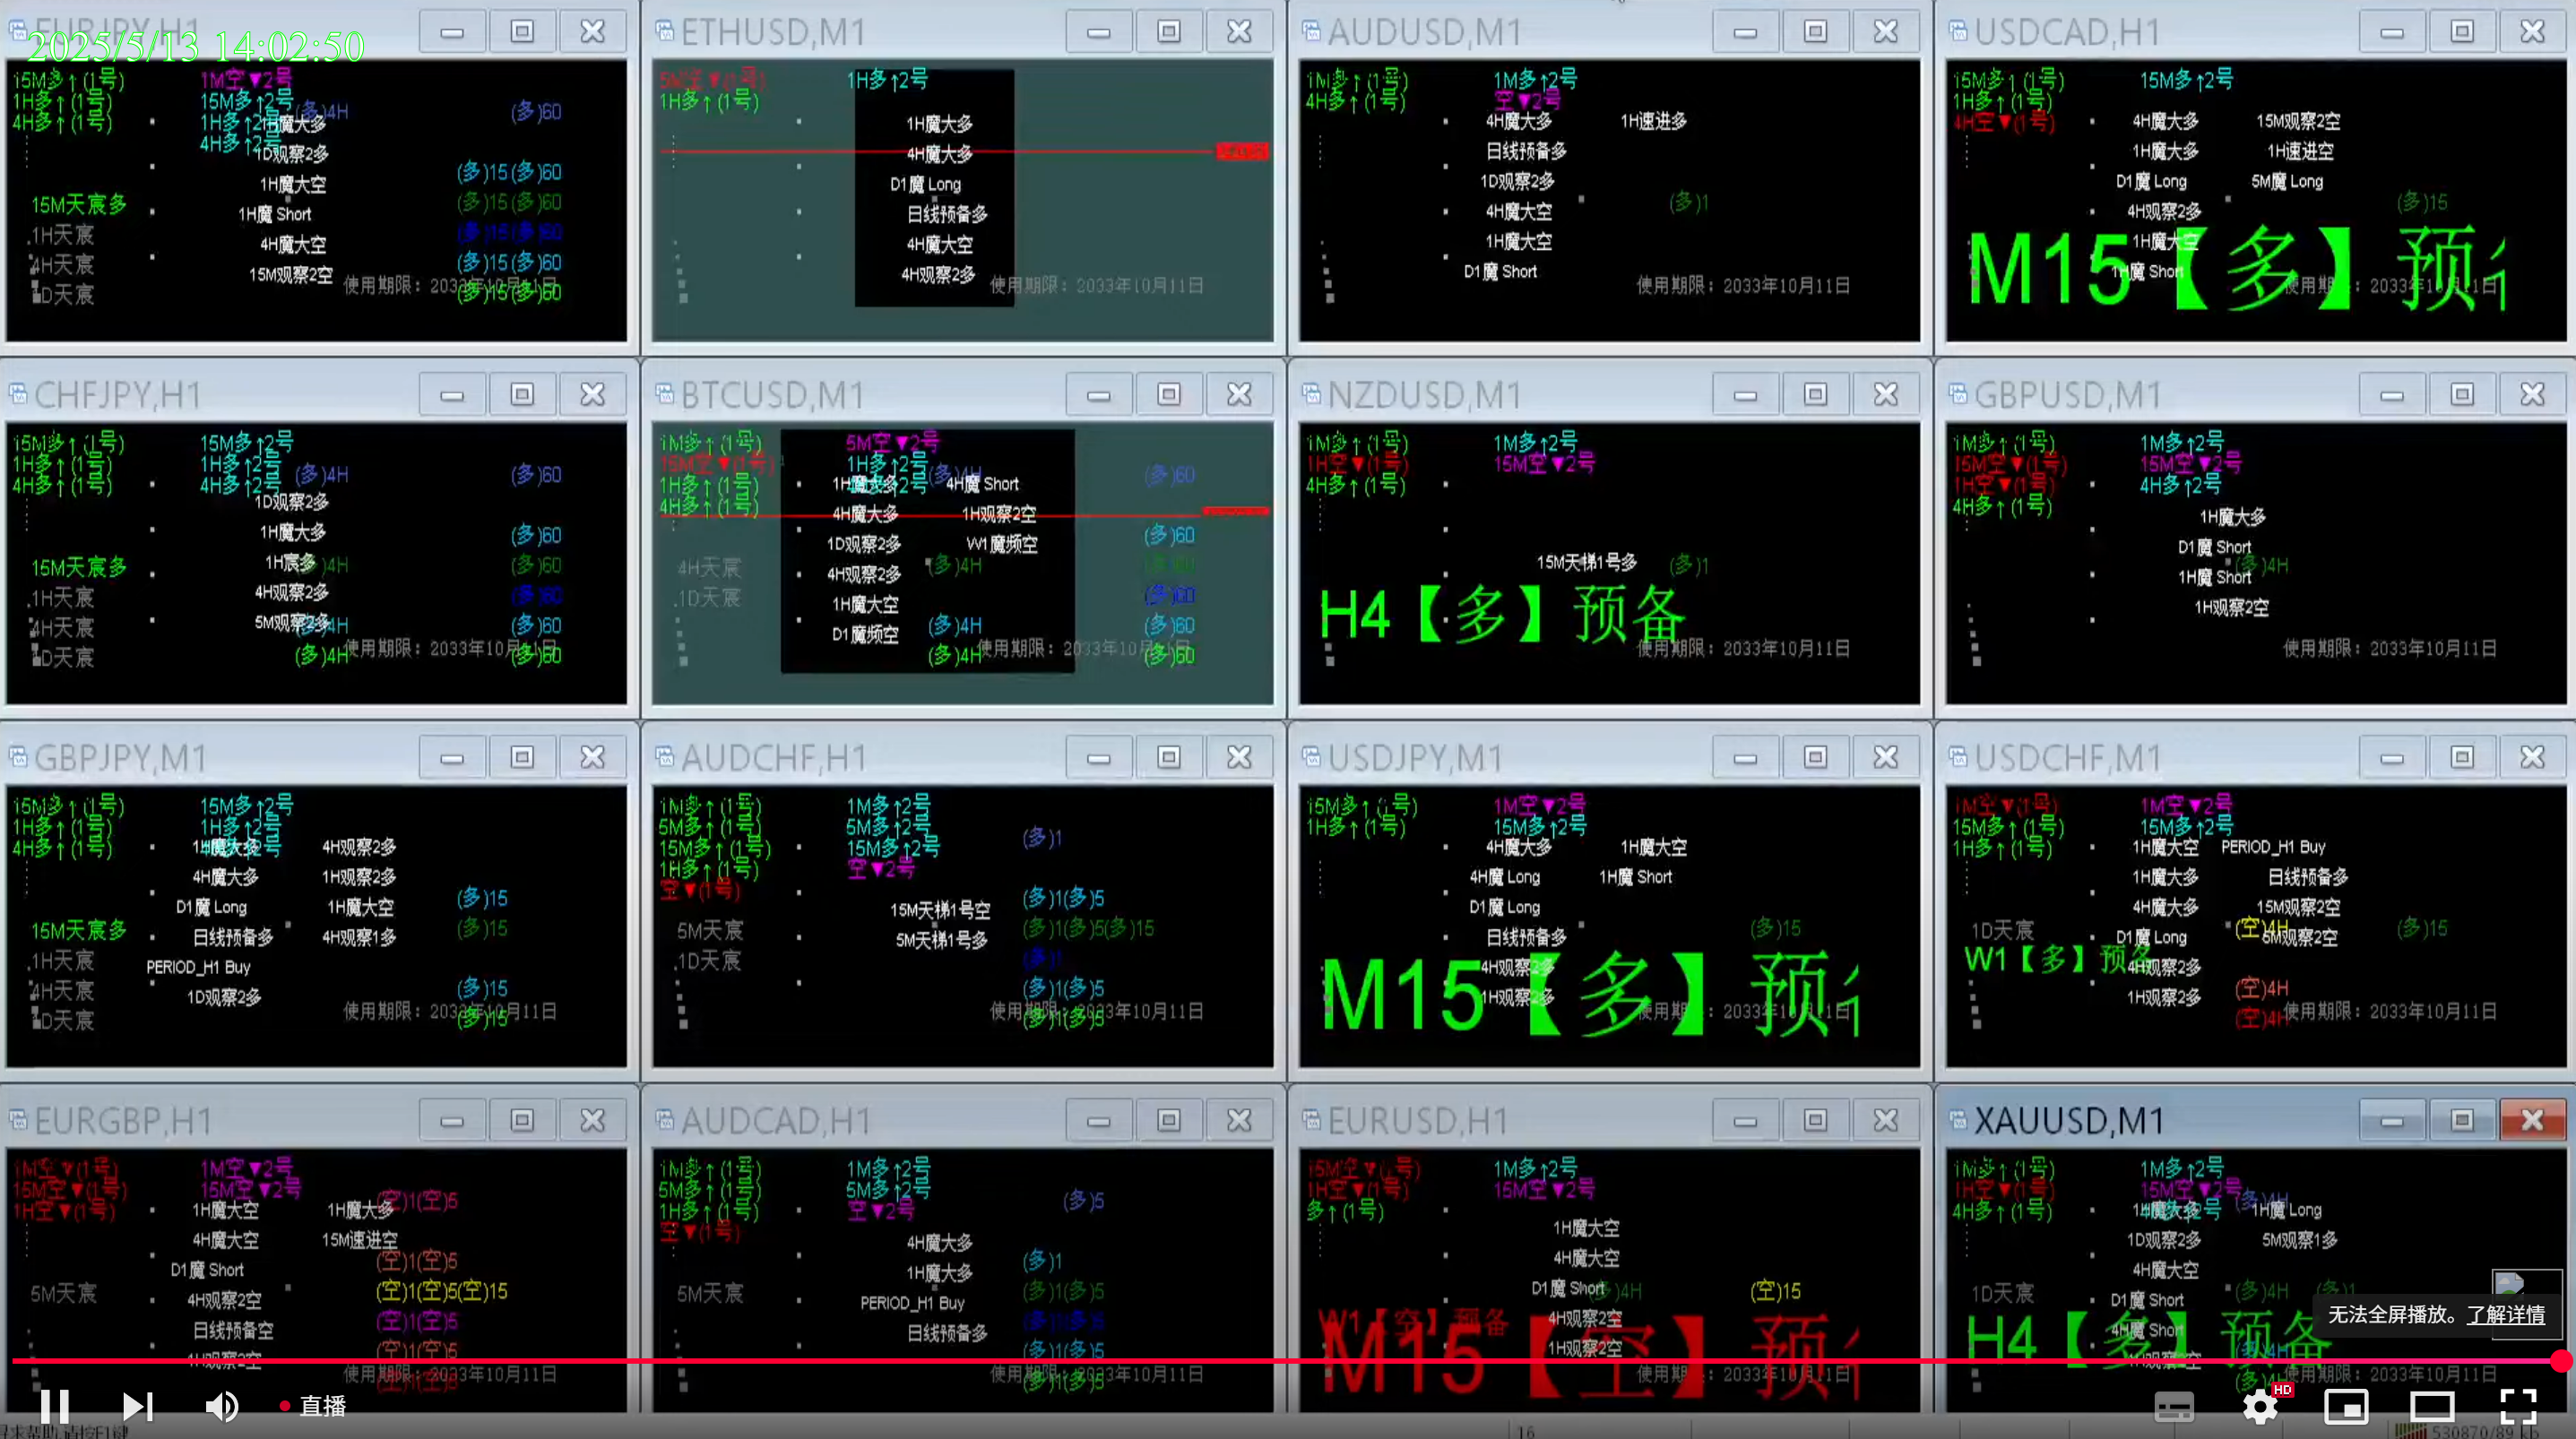 EURJPY,H1
2025/5/13 14:02:50
15M多↑(1号) 1M空▼2号
1H多↑(1号) 15M多↑2号 (多)4H (多)60
4H多↑(1号) 1H多↑2号 1H魔大多
4H多↑2号 1D观察2多
1H魔大空 (多)15(多)60
15M天宸多 1H魔 Short (多)15(多)60
.1H天宸 4H魔大空 (多)15(多)60
4H天宸 15M观察2空 (多)15(多)60
1D天宸 使用期限：2033年10月11日 (多)15(多)60
ETHUSD,M1
5M空▼(1号) 1H多↑2号
1H多↑(1号)
1H魔大多
4H魔大多
D1魔 Long
日线预备多
4H魔大空
4H观察2多
使用期限：2033年10月11日
AUDUSD,M1
1M多↑(1号) 1M多↑2号
4H多↑(1号) 空▼2号
4H魔大多 1H速进多
日线预备多
1D观察2多
4H魔大空 (多)1
1H魔大空
D1魔 Short
使用期限：2033年10月11日
USDCAD,H1
15M多↑(1号) 15M多↑2号
1H多↑(1号)
4H空▼(1号) 4H魔大多 15M观察2空
1H魔大多 1H速进空
D1魔 Long 5M魔 Long
4H观察2多 (多)15
1H魔大空
1H魔 Short
M15【多】预
使用期限：2033年10月11日
CHFJPY,H1
15M多↑(1号) 15M多↑2号
1H多↑(1号) 1H多↑2号 (多)4H (多)60
4H多↑(1号) 4H多↑2号
1D观察2多
1H魔大多 (多)60
15M天宸多 1H宸多 (多)4H (多)60
.1H天宸 4H观察2多 (多)60
4H天宸 5M观察2多 (多)4H (多)60
1D天宸 (多)4H 使用期限：2033年10月11日 (多)60
BTCUSD,M1
1M多↑(1号) 5M空▼2号
15M空▼(1号) 1H多↑2号 (多)4H (多)60
1H多↑(1号) 4H多↑2号 1H魔大多 4H魔 Short
4H多↑(1号) 4H魔大多 1H观察2空
1D观察2多 W1魔频空 (多)60
4H天宸 4H观察2多 (多)4H (多)60
.1D天宸 1H魔大空 (多)60
D1魔频空 (多)4H (多)60
(多)4H 使用期限：2033年10月11日 (多)60
NZDUSD,M1
1M多↑(1号) 1M多↑2号
1H空▼(1号) 15M空▼2号
4H多↑(1号)
15M天梯1号多 (多)1
H4【多】预备
使用期限：2033年10月11日
GBPUSD,M1
1M多↑(1号) 1M多↑2号
15M空▼(1号) 15M空▼2号
1H空▼(1号) 4H多↑2号
4H多↑(1号) 1H魔大多
D1魔 Short
1H魔 Short (多)4H
1H观察2空
使用期限：2033年10月11日
GBPJPY,M1
15M多↑(1号) 15M多↑2号
1H多↑(1号) 1H多↑2号
4H多↑(1号) 4H多↑2号 1H魔大多 4H观察2多
4H魔大多 1H观察2多
D1魔 Long 1H魔大空 (多)15
15M天宸多 日线预备多 4H观察1多 (多)15
.1H天宸 PERIOD_H1 Buy
4H天宸 1D观察2多 (多)15
1D天宸 使用期限：2033年10月11日 (多)15
AUDCHF,H1
1M多↑(1号) 1M多↑2号
5M多↑(1号) 5M多↑2号
15M多↑(1号) 15M多↑2号 (多)1
1H多↑(1号) 空▼2号
空▼(1号)
15M天梯1号空 (多)1(多)5
5M天宸 5M天梯1号多 (多)1(多)5(多)15
.1D天宸 (多)1
(多)1(多)5
(多)1(多)5 使用期限：2033年10月11日
USDJPY,M1
15M多↑(1号) 1M空▼2号
1H多↑(1号) 15M多↑2号
4H魔大多 1H魔大空
4H魔 Long 1H魔 Short
D1魔 Long
日线预备多 (多)15
4H观察2多
1H观察2多
M15【多】预
使用期限：2033年10月11日
USDCHF,M1
1M空▼(1号) 1M空▼2号
15M多↑(1号) 15M多↑2号
1H多↑(1号) 1H魔大空 PERIOD_H1 Buy
1H魔大多 日线预备多
4H魔大多 15M观察2空
1D天宸 D1魔 Long (空)4H 5M观察2空 (多)15
W1【多】预备 4H观察2多
1H观察2多 (空)4H
(空)4H 使用期限：2033年10月11日
EURGBP,H1
1M空▼(1号) 1M空▼2号
15M空▼(1号) 15M空▼2号 (空)1(空)5
1H空▼(1号) 1H魔大空 1H魔大多
4H魔大空 15M速进空
D1魔 Short (空)1(空)5
5M天宸 4H观察2空 (空)1(空)5(空)15
日线预备空 (空)1(空)5
1H观察2空 (空)1(空)5
使用期限：2033年10月11日
AUDCAD,H1
1M多↑(1号) 1M多↑2号
5M多↑(1号) 5M多↑2号 (多)5
1H多↑(1号) 空▼2号
空▼(1号) 4H魔大多
1H魔大多 (多)1
5M天宸 PERIOD_H1 Buy (多)1(多)5
日线预备多
(多)1(多)5
(多)1(多)5 使用期限：2033年10月11日
EURUSD,H1
15M空▼(1号) 1M多↑2号
1H空▼(1号) 15M空▼2号
多↑(1号) 1H魔大空
4H魔大空
D1魔 Short (多)4H (空)15
4H观察2空
1H观察2空
W1【空】预备
M15【空】预
使用期限：2033年10月11日
XAUUSD,M1
1M多↑(1号) 1M多↑2号
1H空▼(1号) 15M空▼2号 (多)4H
4H多↑(1号) 4H多↑2号 1H魔大多 1H魔 Long
1D观察2多 5M观察1多
4H魔大空
1D天宸 D1魔 Short (多)4H (多)1
4H魔 Short
H4【多】预备
使用期限：2033年10月11日
无法全屏播放。了解详情
直播
HD
16
530870/89 kb